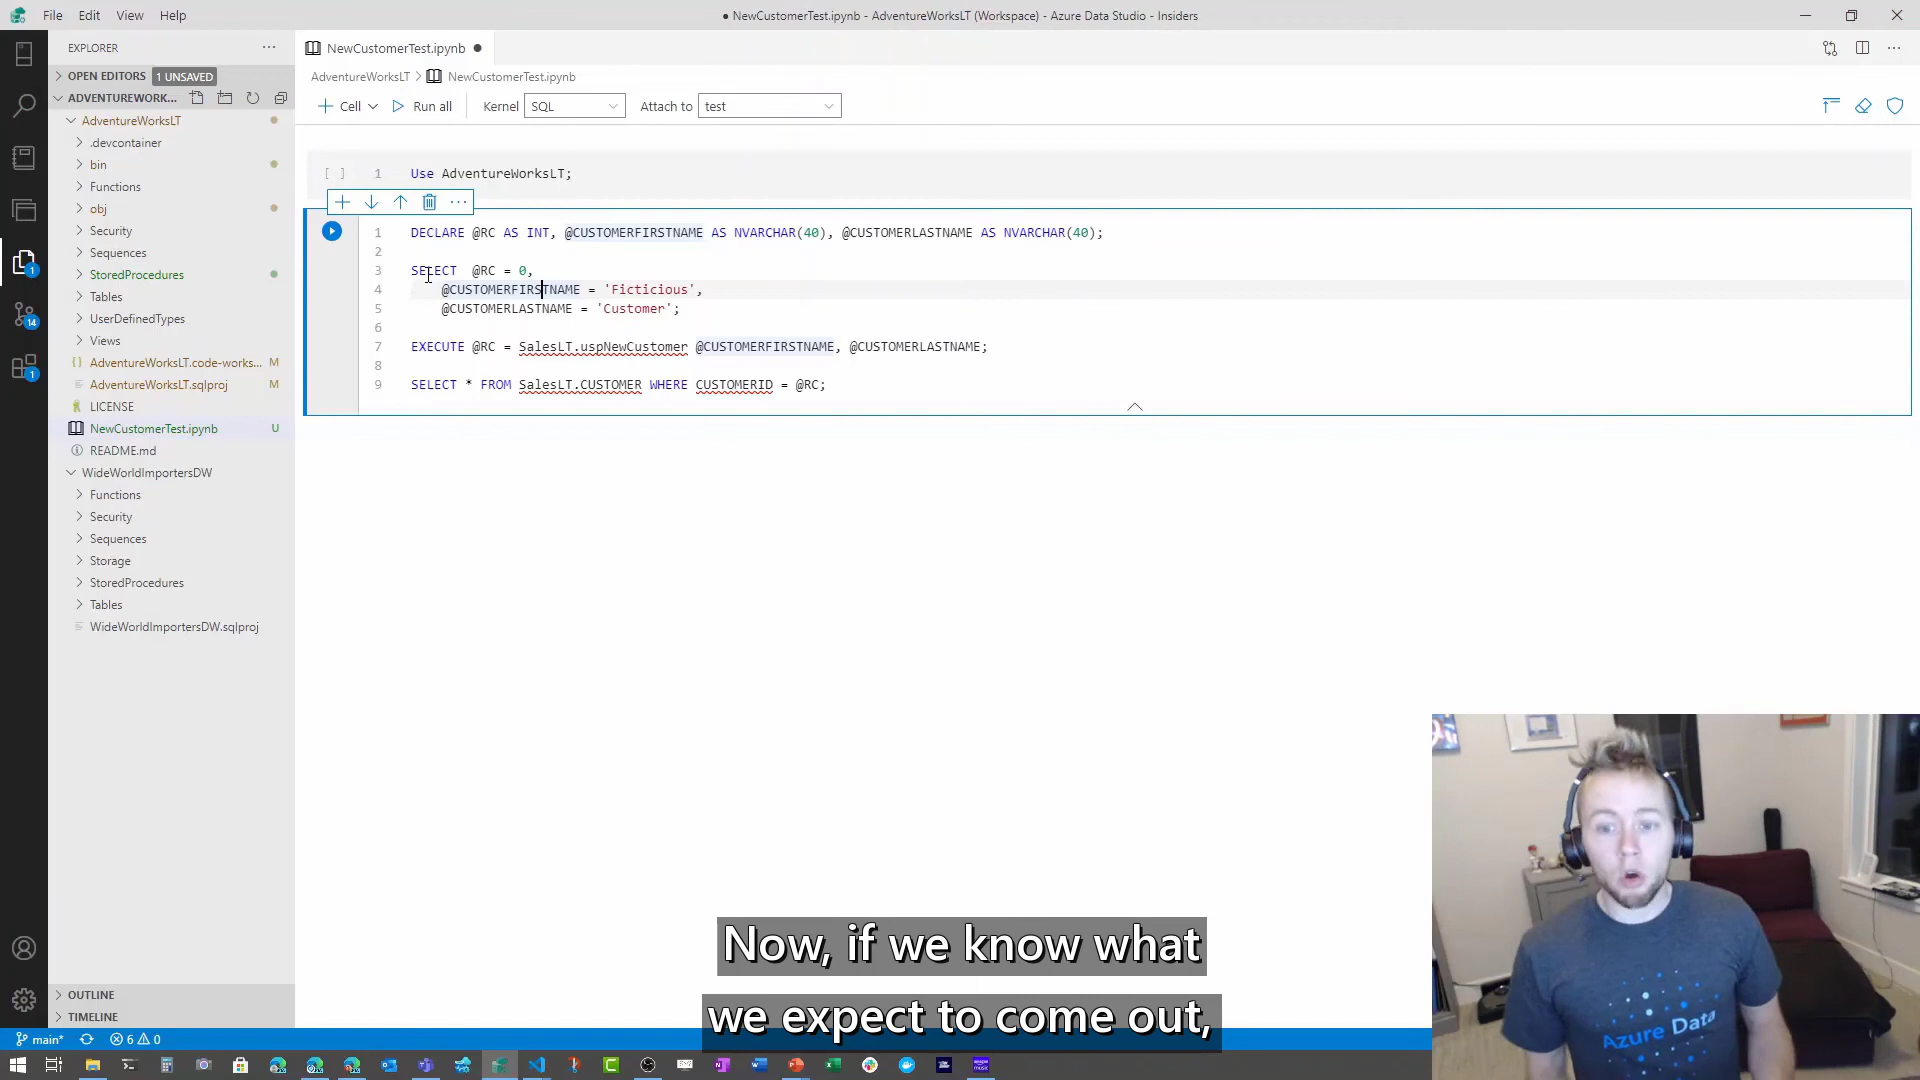 File Edit View Help
● NewCustomerTest.ipynb - AdventureWorksLT (Workspace) - Azure Data Studio - Insiders
EXPLORER
OPEN EDITORS 1 UNSAVED
ADVENTUREWORK...
AdventureWorksLT
.devcontainer
bin
Functions
obj
Security
Sequences
StoredProcedures
Tables
UserDefinedTypes
Views
AdventureWorksLT.code-works... M
AdventureWorksLT.sqlproj M
LICENSE
NewCustomerTest.ipynb U
README.md
WideWorldImportersDW
Functions
Security
Sequences
Storage
StoredProcedures
Tables
WideWorldImportersDW.sqlproj
OUTLINE
TIMELINE
1
14
1
NewCustomerTest.ipynb
AdventureWorksLT > NewCustomerTest.ipynb
Cell Run all Kernel SQL Attach to test
[ ] 1 Use AdventureWorksLT;
1 DECLARE @RC AS INT, @CUSTOMERFIRSTNAME AS NVARCHAR(40), @CUSTOMERLASTNAME AS NVARCHAR(40);
2
3 SELECT @RC = 0,
4 @CUSTOMERFIRSTNAME = 'Ficticious',
5 @CUSTOMERLASTNAME = 'Customer';
6
7 EXECUTE @RC = SalesLT.uspNewCustomer @CUSTOMERFIRSTNAME, @CUSTOMERLASTNAME;
8
9 SELECT * FROM SalesLT.CUSTOMER WHERE CUSTOMERID = @RC;
Now, if we know what
we expect to come out,
Azure Data
main* 6 0